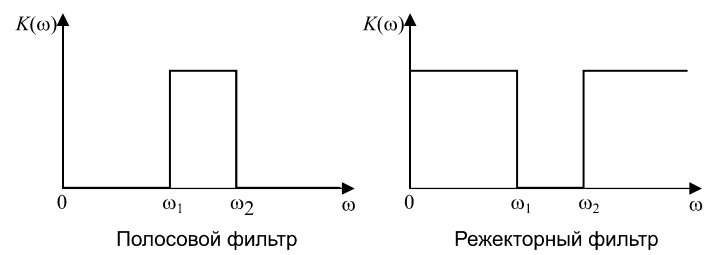 K(ω)
0
ω₁
ω₂
ω
Полосовой фильтр
K(ω)
0
ω₁
ω₂
ω
Режекторный фильтр